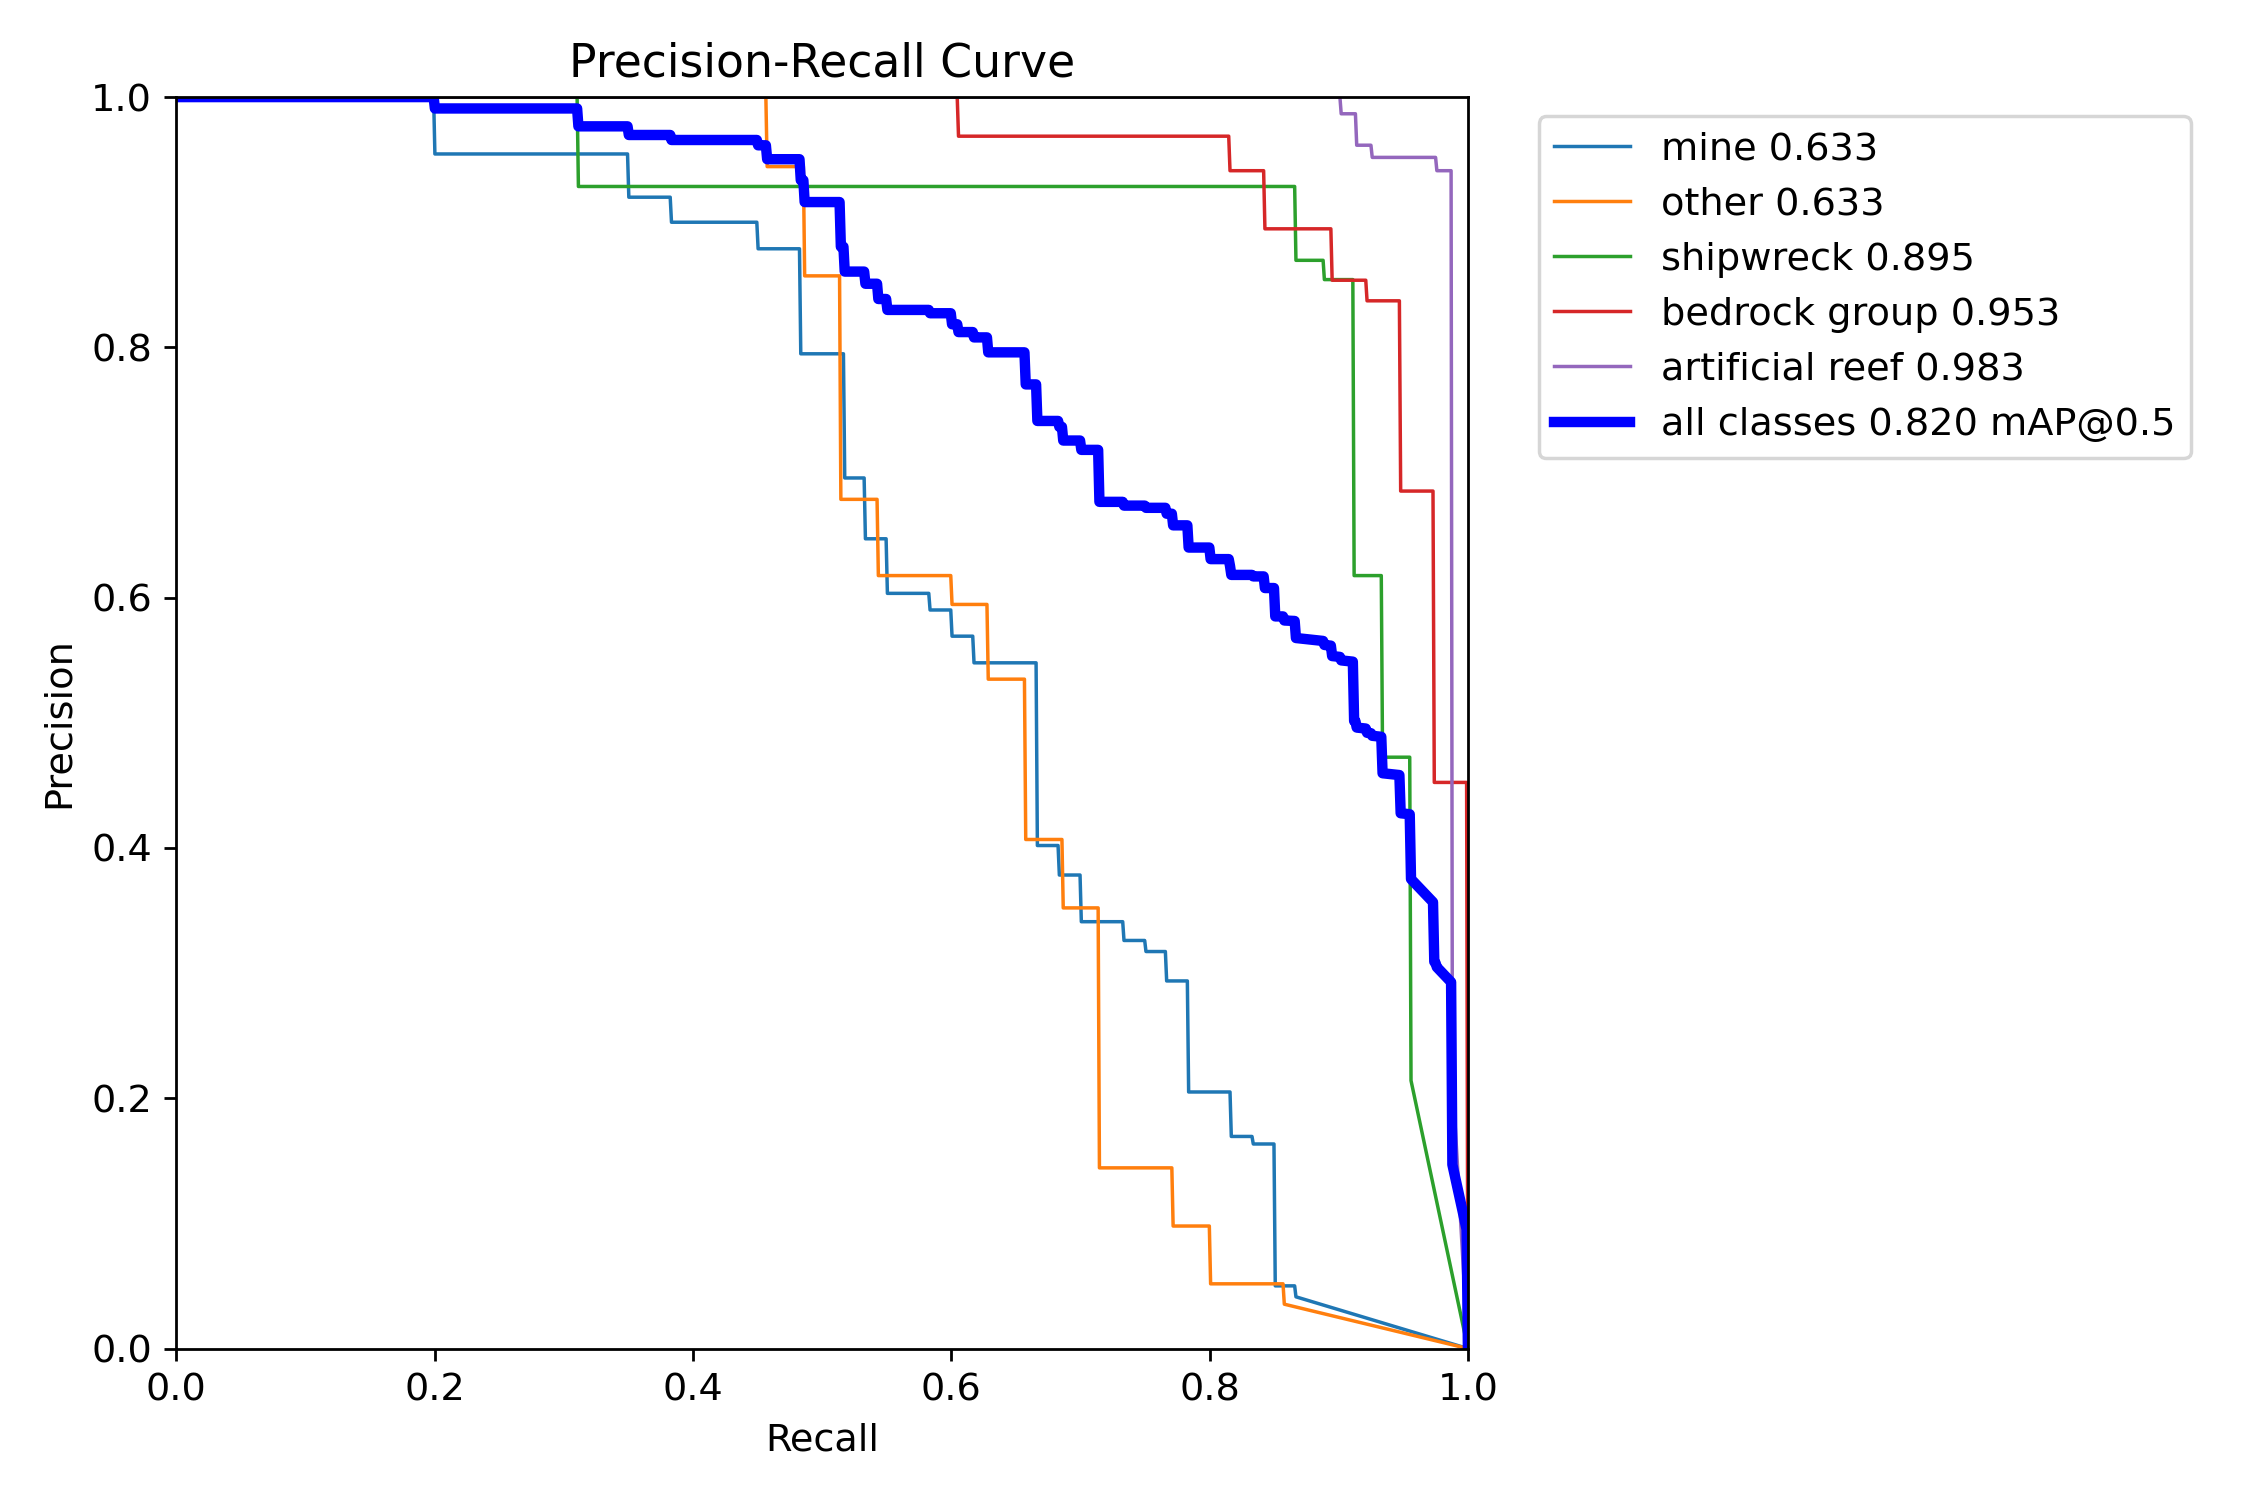 Precision-Recall Curve
1.0
0.8
0.6
0.4
0.2
0.0
Precision
0.0 0.2 0.4 0.6 0.8 1.0
Recall
mine 0.633
other 0.633
shipwreck 0.895
bedrock group 0.953
artificial reef 0.983
all classes 0.820 mAP@0.5